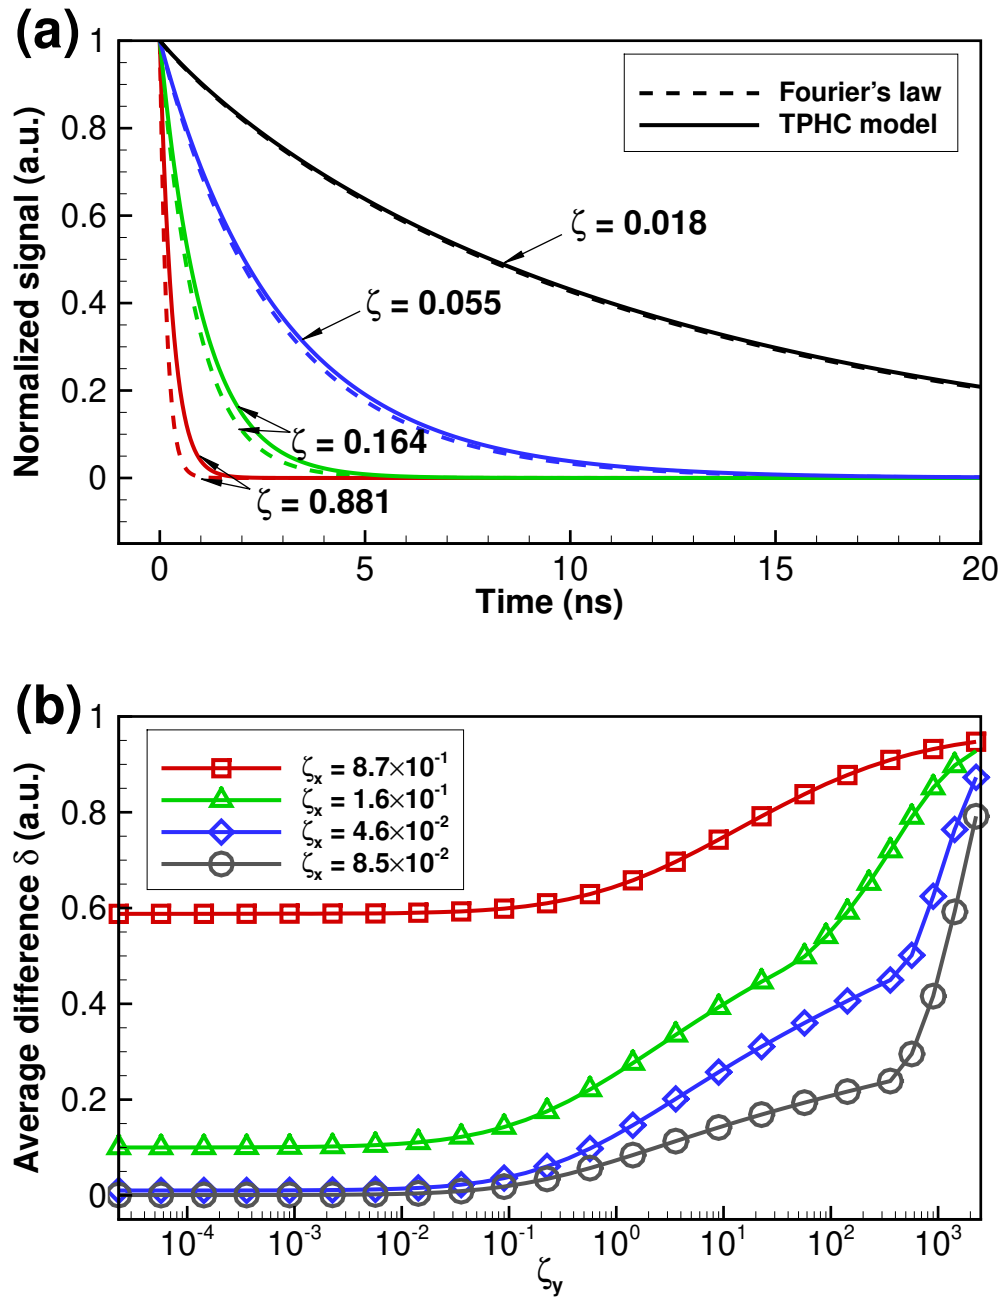 (a)
1
0.8
0.6
0.4
0.2
0
Normalized signal (a.u.)
Fourier's law
TPHC model
ζ = 0.018
ζ = 0.055
ζ = 0.164
ζ = 0.881
0 5 10 15 20
Time (ns)
(b)
1
0.8
0.6
0.4
0.2
0
Average difference δ (a.u.)
ζx = 8.7×10⁻¹
ζx = 1.6×10⁻¹
ζx = 4.6×10⁻²
ζx = 8.5×10⁻²
10⁻⁴ 10⁻³ 10⁻² 10⁻¹ 10⁰ 10¹ 10² 10³
ζy